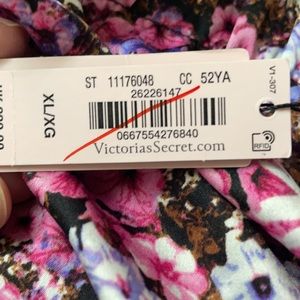 ST 11176048 CC 52YA
26226147
0667554276840
VictoriasSecret.com
XL/XG
V1-307
RFID